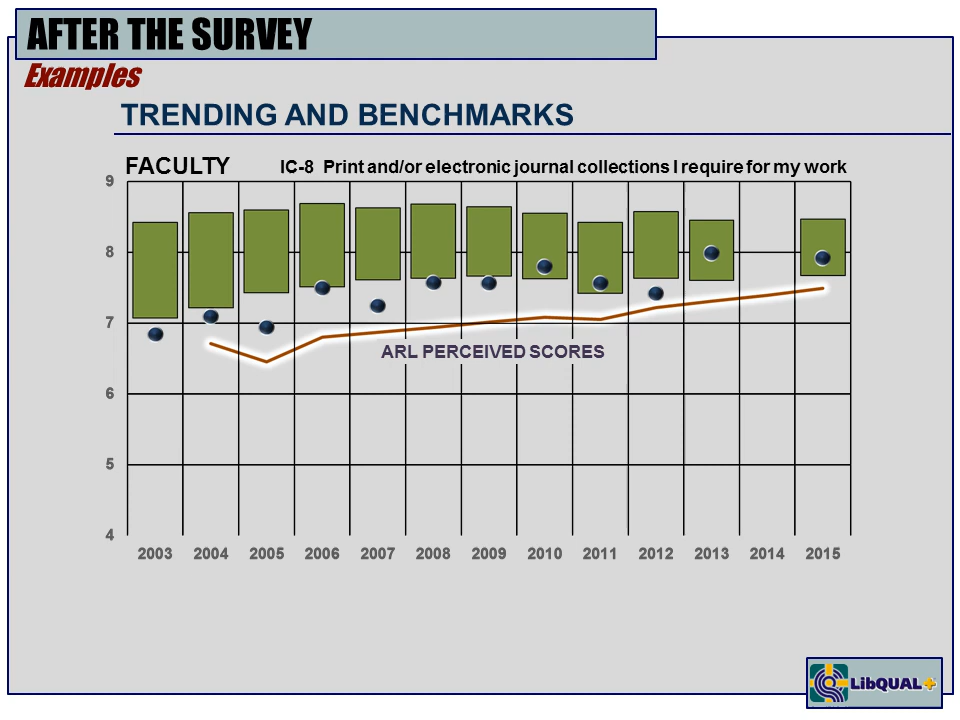 AFTER THE SURVEY
Examples
TRENDING AND BENCHMARKS
FACULTY IC-8 Print and/or electronic journal collections I require for my work
9
8
7
ARL PERCEIVED SCORES
6
5
4
2003 2004 2005 2006 2007 2008 2009 2010 2011 2012 2013 2014 2015
LibQUAL+